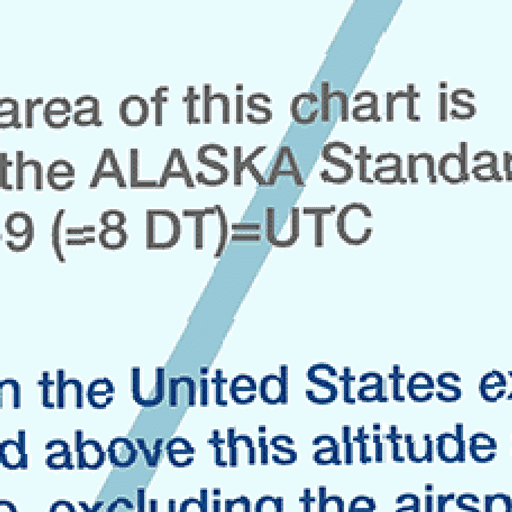 area of this chart is
the ALASKA Standar
9 (=8 DT)=UTC
n the United States ex
d above this altitude
excluding the airsp